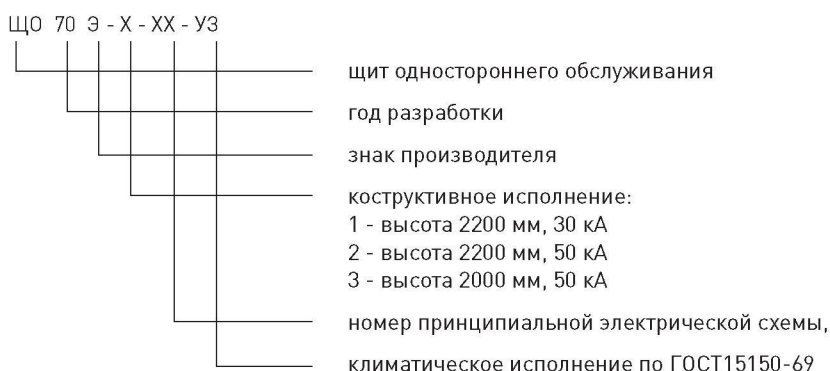 ЩО 70 Э - Х - ХХ - УЗ
щит одностороннего обслуживания
год разработки
знак производителя
коструктивное исполнение:
1 - высота 2200 мм, 30 кА
2 - высота 2200 мм, 50 кА
3 - высота 2000 мм, 50 кА
номер принципиальной электрической схемы,
климатическое исполнение по ГОСТ15150-69